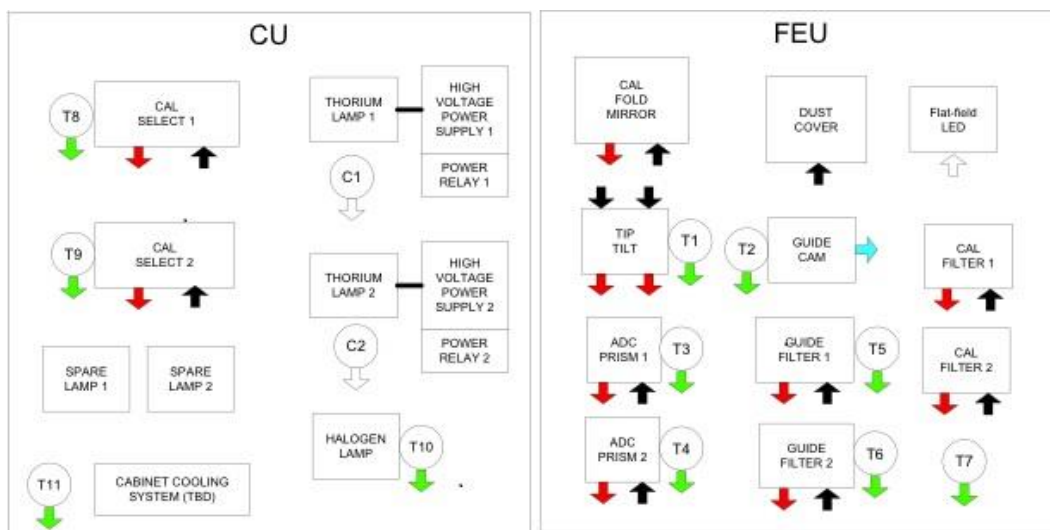 CU
T8
CAL
SELECT 1
THORIUM
LAMP 1
HIGH
VOLTAGE
POWER
SUPPLY 1
POWER
RELAY 1
C1
T9
CAL
SELECT 2
THORIUM
LAMP 2
HIGH
VOLTAGE
POWER
SUPPLY 2
POWER
RELAY 2
C2
SPARE
LAMP 1
SPARE
LAMP 2
HALOGEN
LAMP
T10
T11
CABINET COOLING
SYSTEM (TBD)
FEU
CAL
FOLD
MIRROR
DUST
COVER
Flat-field
LED
TIP
TILT
T1
T2
GUIDE
CAM
CAL
FILTER 1
ADC
PRISM 1
T3
GUIDE
FILTER 1
T5
CAL
FILTER 2
ADC
PRISM 2
T4
GUIDE
FILTER 2
T6
T7